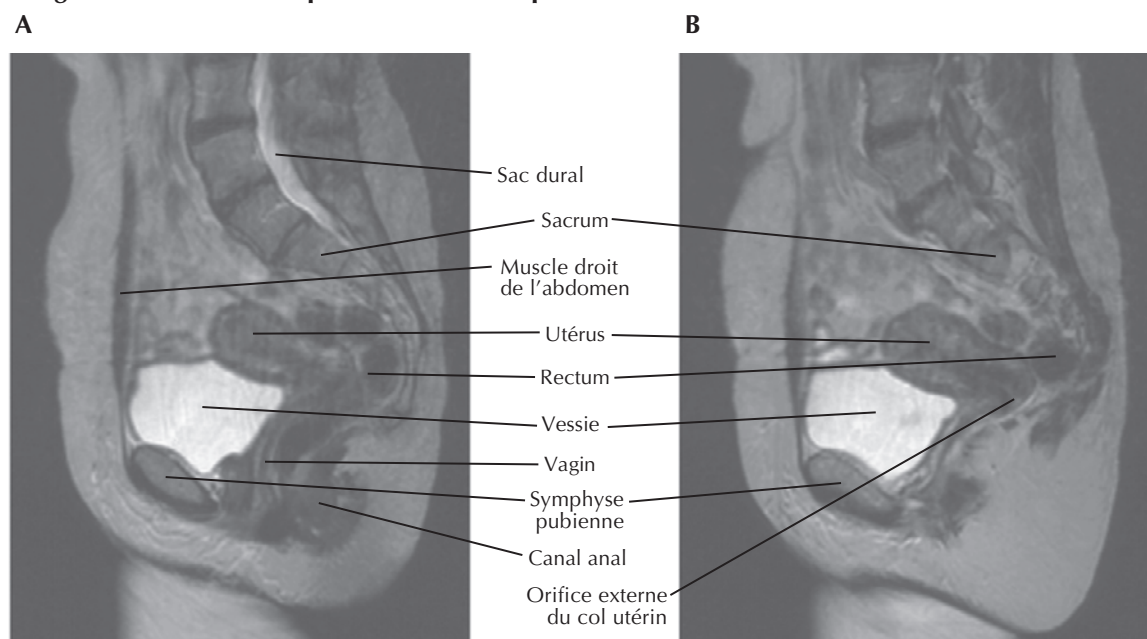 A
B
Sac dural
Sacrum
Muscle droit
de l'abdomen
Utérus
Rectum
Vessie
Vagin
Symphyse
pubienne
Canal anal
Orifice externe
du col utérin